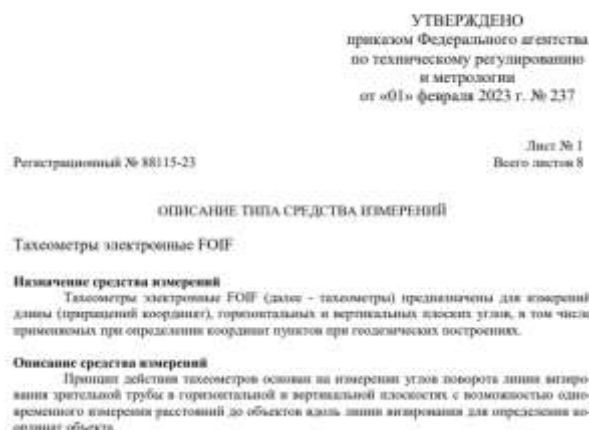 УТВЕРЖДЕНО
приказом Федерального агентства
по техническому регулированию
и метрологии
от «01» февраля 2023 г. № 237
Лист № 1
Регистрационный № 88115-23 Всего листов 8
ОПИСАНИЕ ТИПА СРЕДСТВА ИЗМЕРЕНИЙ
Тахеометры электронные FOIF
Назначение средства измерений
Тахеометры электронные FOIF (далее - тахеометры) предназначены для измерений
длины (приращений координат), горизонтальных и вертикальных плоских углов, в том числе
применяемых при определении координат пунктов при геодезических построениях.
Описание средства измерений
Принцип действия тахеометров основан на измерении углов поворота линии визиро-
вания зрительной трубы в горизонтальной и вертикальной плоскостях с возможностью одно-
временного измерения расстояний до объектов вдоль линии визирования для определения ко-
ординат объекта.